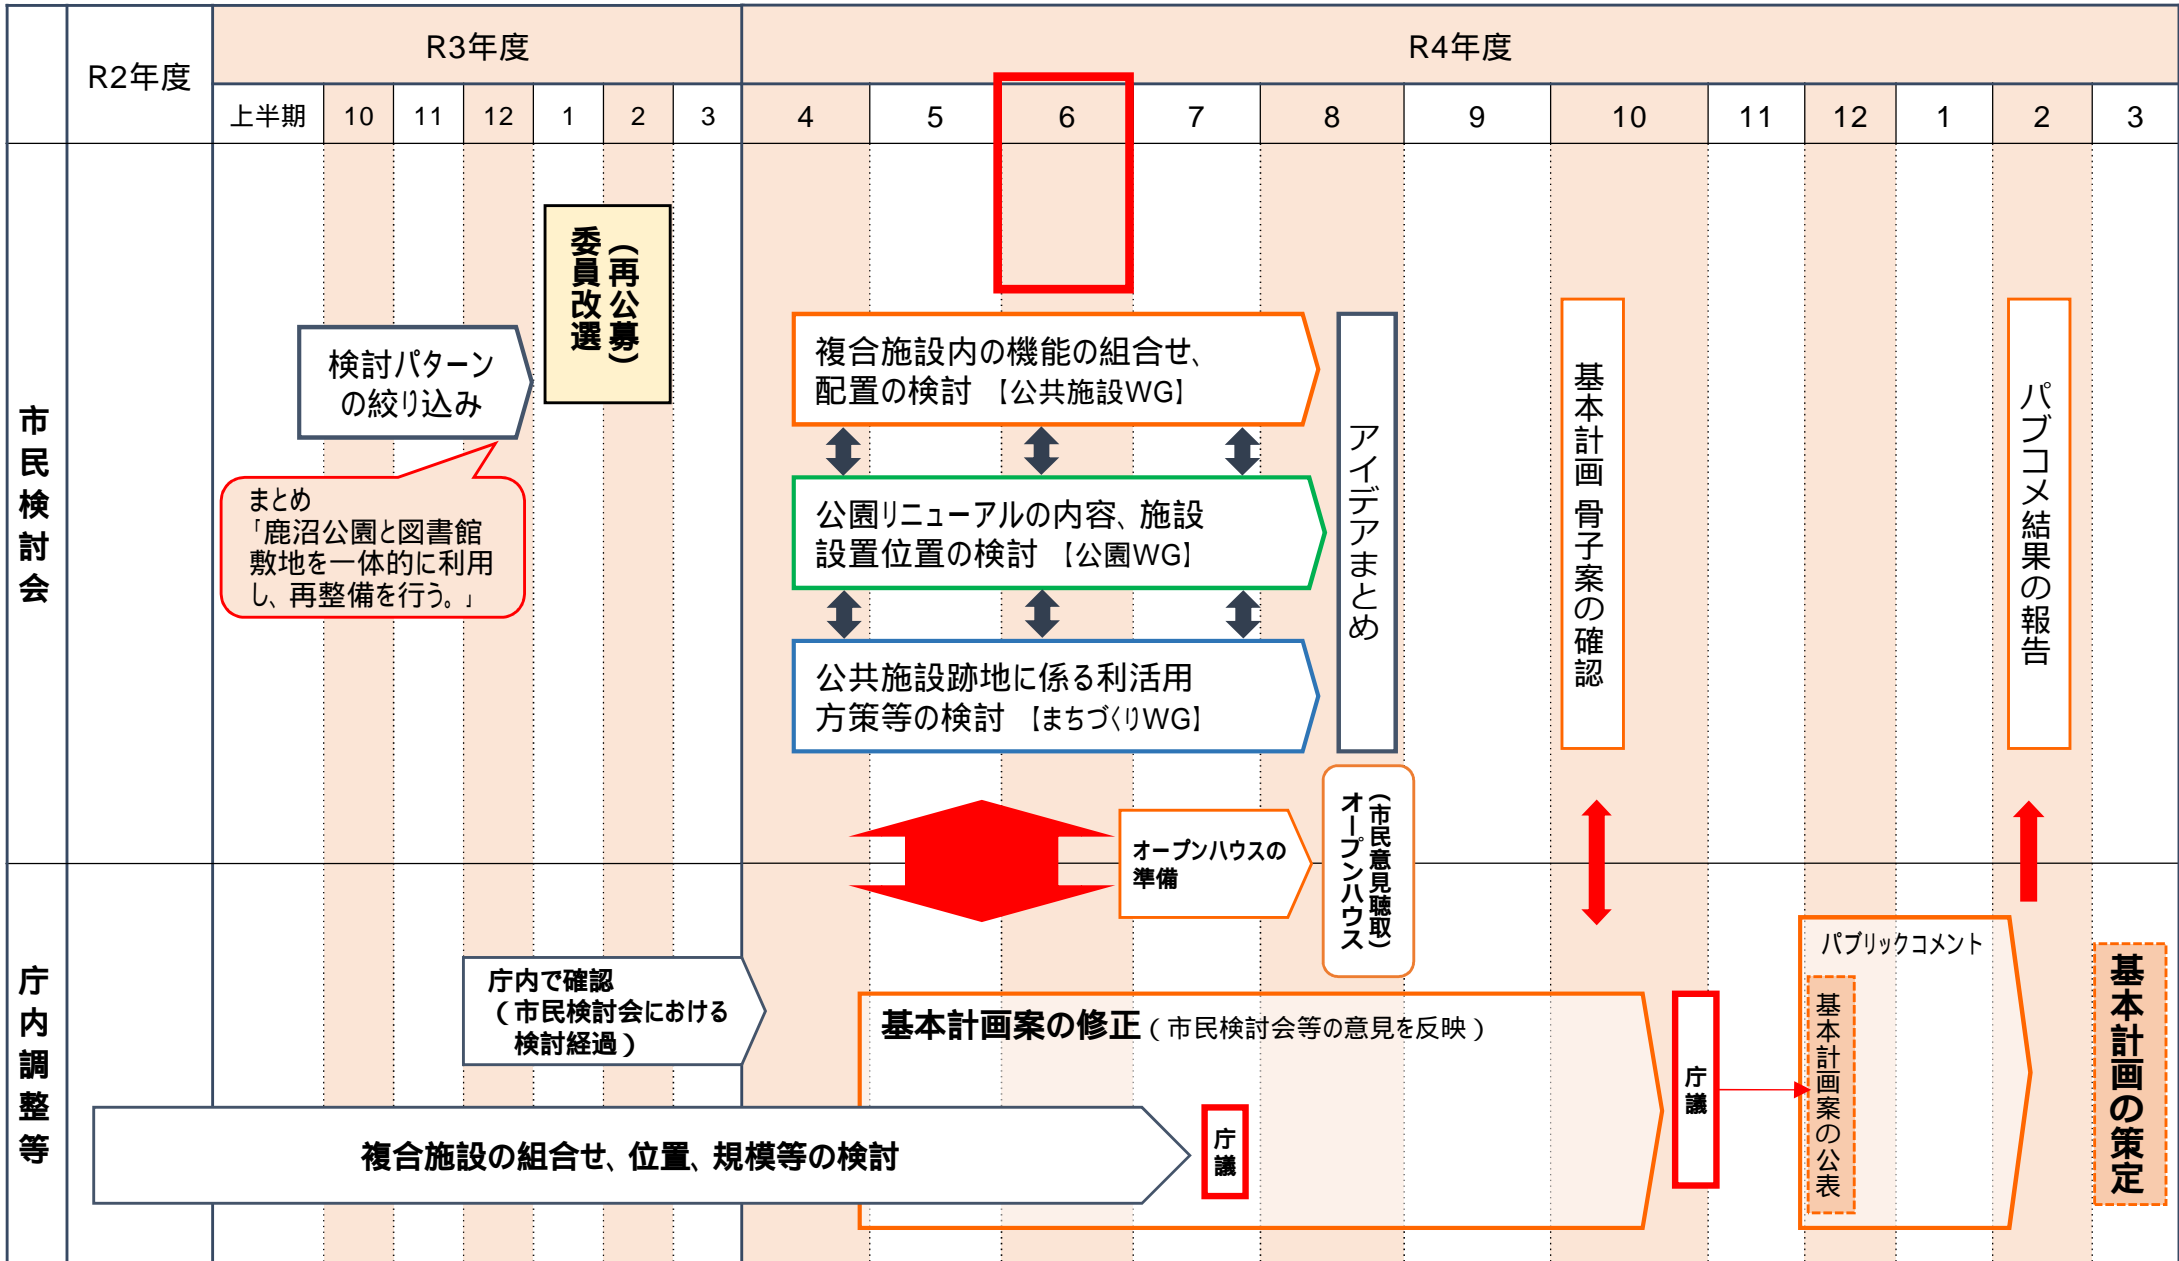 R2年度
R3年度
R4年度
上半期
10
11
12
1
2
3
4
5
6
7
8
9
10
11
12
1
2
3
市民検討会
検討パターン
の絞り込み
委員改選
（再公募）
まとめ
「鹿沼公園と図書館
敷地を一体的に利用
し、再整備を行う。」
複合施設内の機能の組合せ、
配置の検討 【公共施設WG】
公園リニューアルの内容、施設
設置位置の検討 【公園WG】
公共施設跡地に係る利活用
方策等の検討 【まちづくりWG】
アイデアまとめ
基本計画 骨子案の確認
パブコメ結果の報告
オープンハウスの
準備
（市民意見聴取）
オープンハウス
庁内調整等
庁内で確認
（市民検討会における
検討経過）
基本計画案の修正（市民検討会等の意見を反映）
複合施設の組合せ、位置、規模等の検討
庁議
庁議
パブリックコメント
基本計画案の公表
基本計画の策定